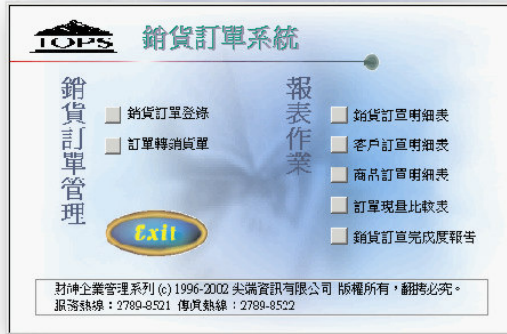 TOPS
銷貨訂單系統
銷貨訂單管理
銷貨訂單登錄
訂單轉銷貨單
Exit
報表作業
銷貨訂單明細表
客戶訂單明細表
商品訂單明細表
訂單現量比較表
銷貨訂單完成度報告
財神企業管理系列 (c) 1996-2002 尖端資訊有限公司 版權所有，翻拷必究。
服務熱線：2789-8521 傳真熱線：2789-8522